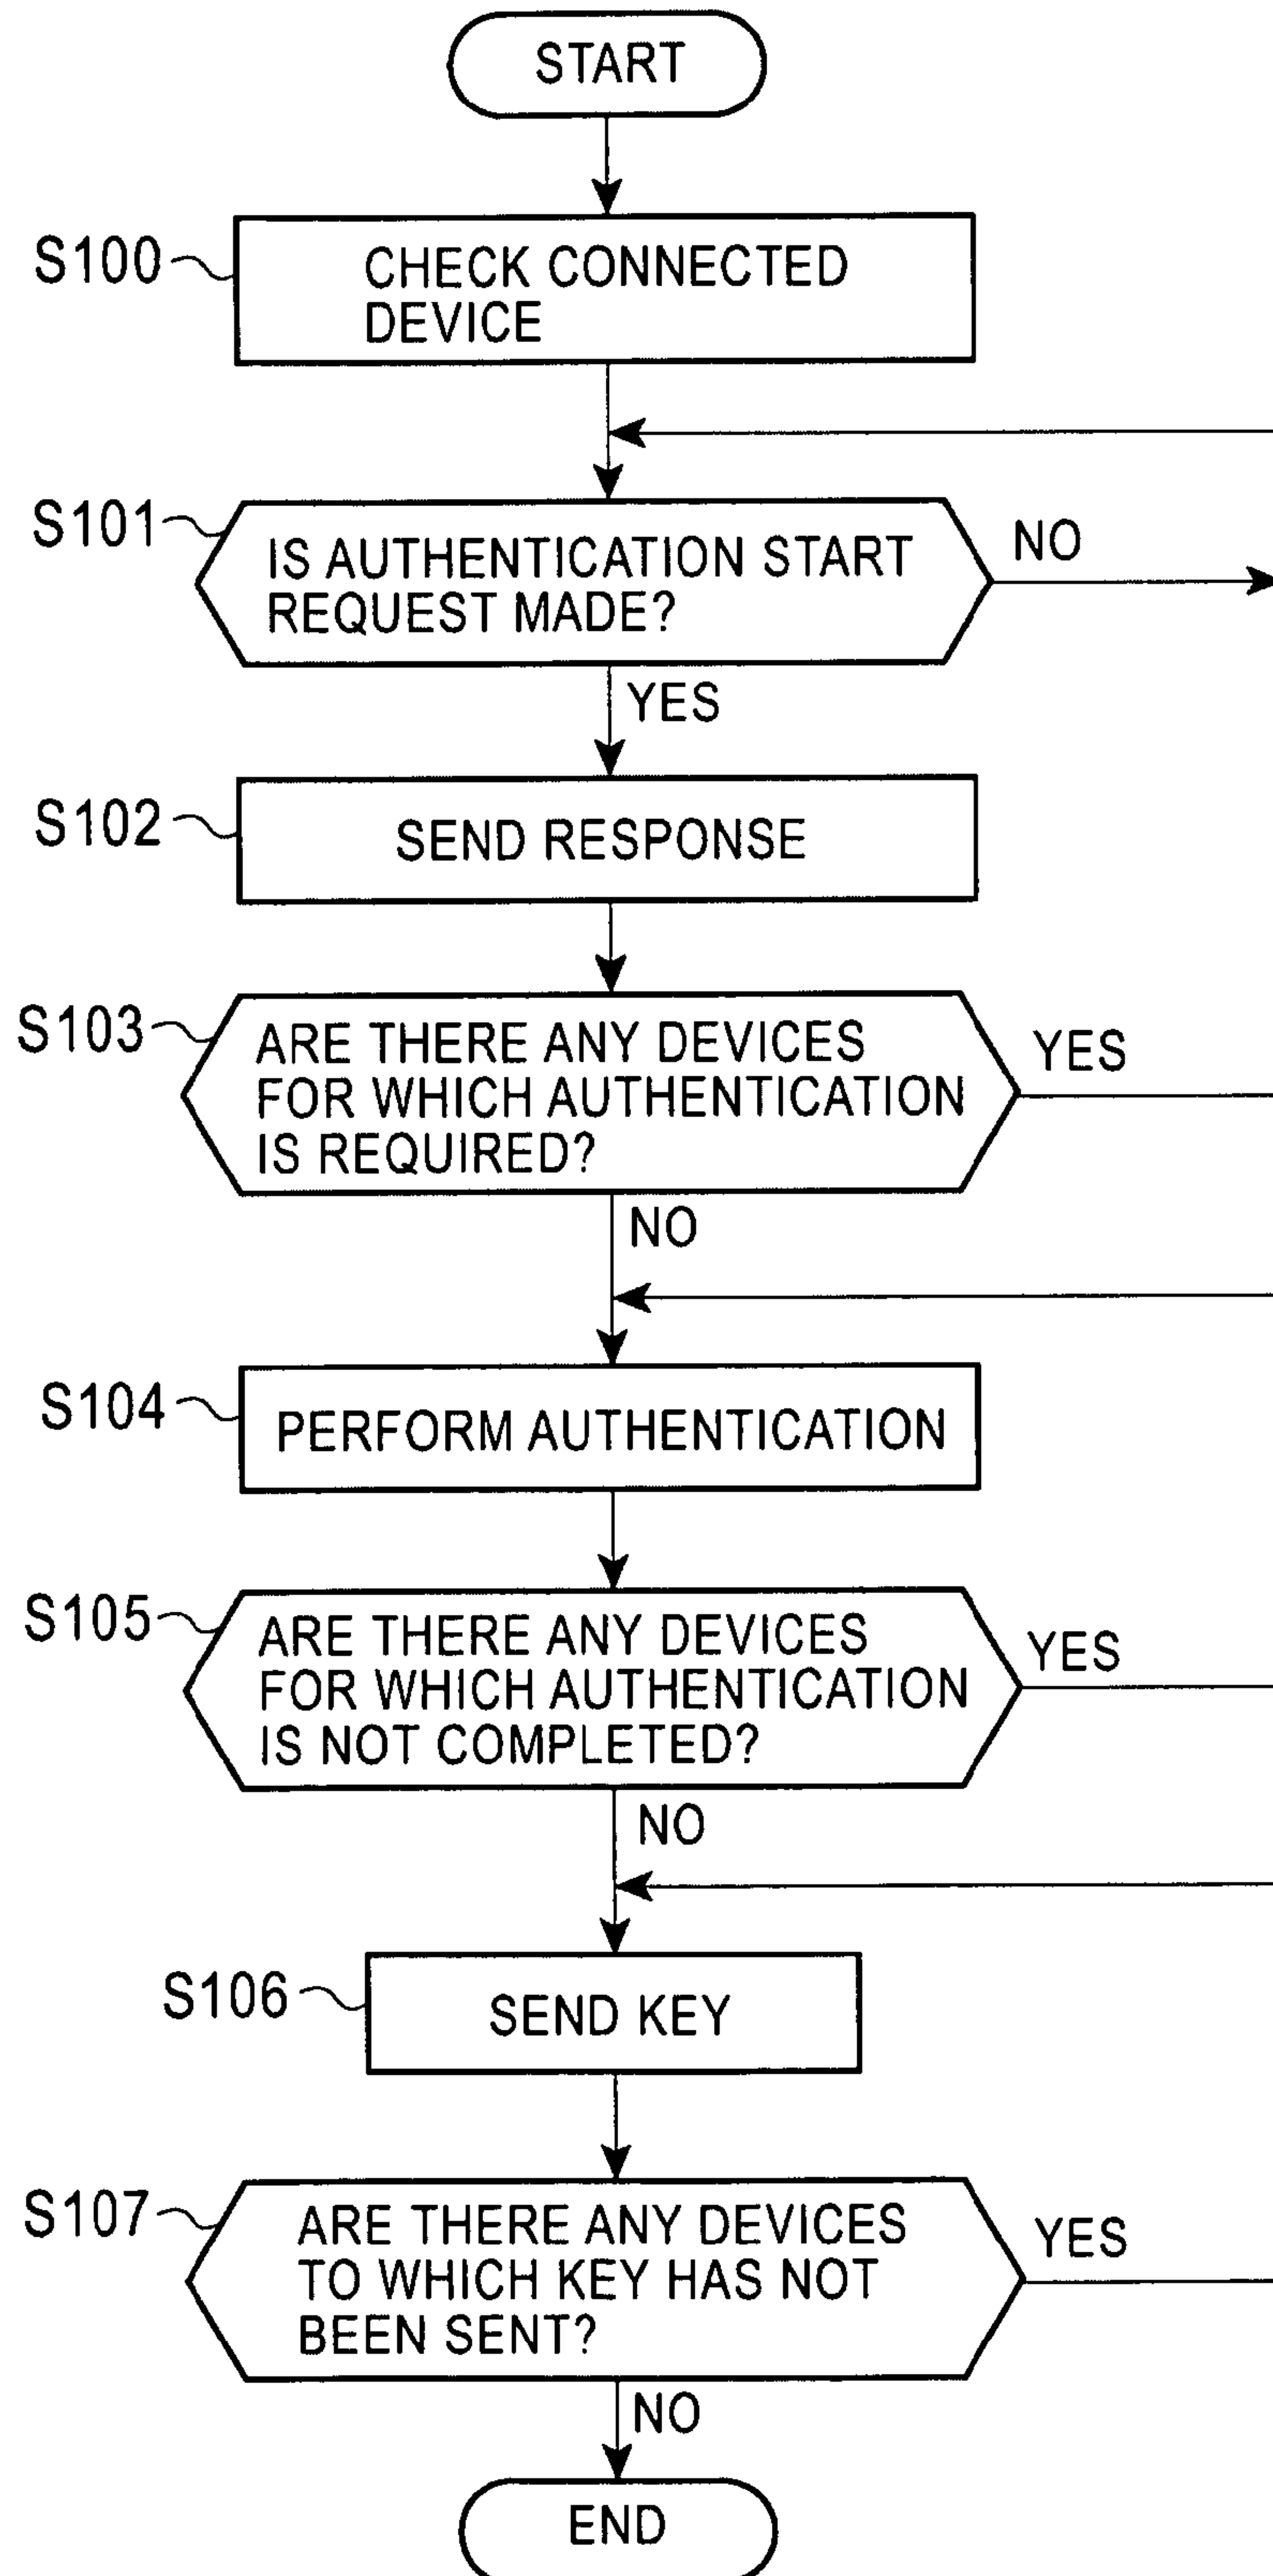 START
S100
CHECK CONNECTED
DEVICE
S101
IS AUTHENTICATION START
REQUEST MADE?
NO
YES
S102
SEND RESPONSE
S103
ARE THERE ANY DEVICES
FOR WHICH AUTHENTICATION
IS REQUIRED?
YES
NO
S104
PERFORM AUTHENTICATION
S105
ARE THERE ANY DEVICES
FOR WHICH AUTHENTICATION
IS NOT COMPLETED?
YES
NO
S106
SEND KEY
S107
ARE THERE ANY DEVICES
TO WHICH KEY HAS NOT
BEEN SENT?
YES
NO
END